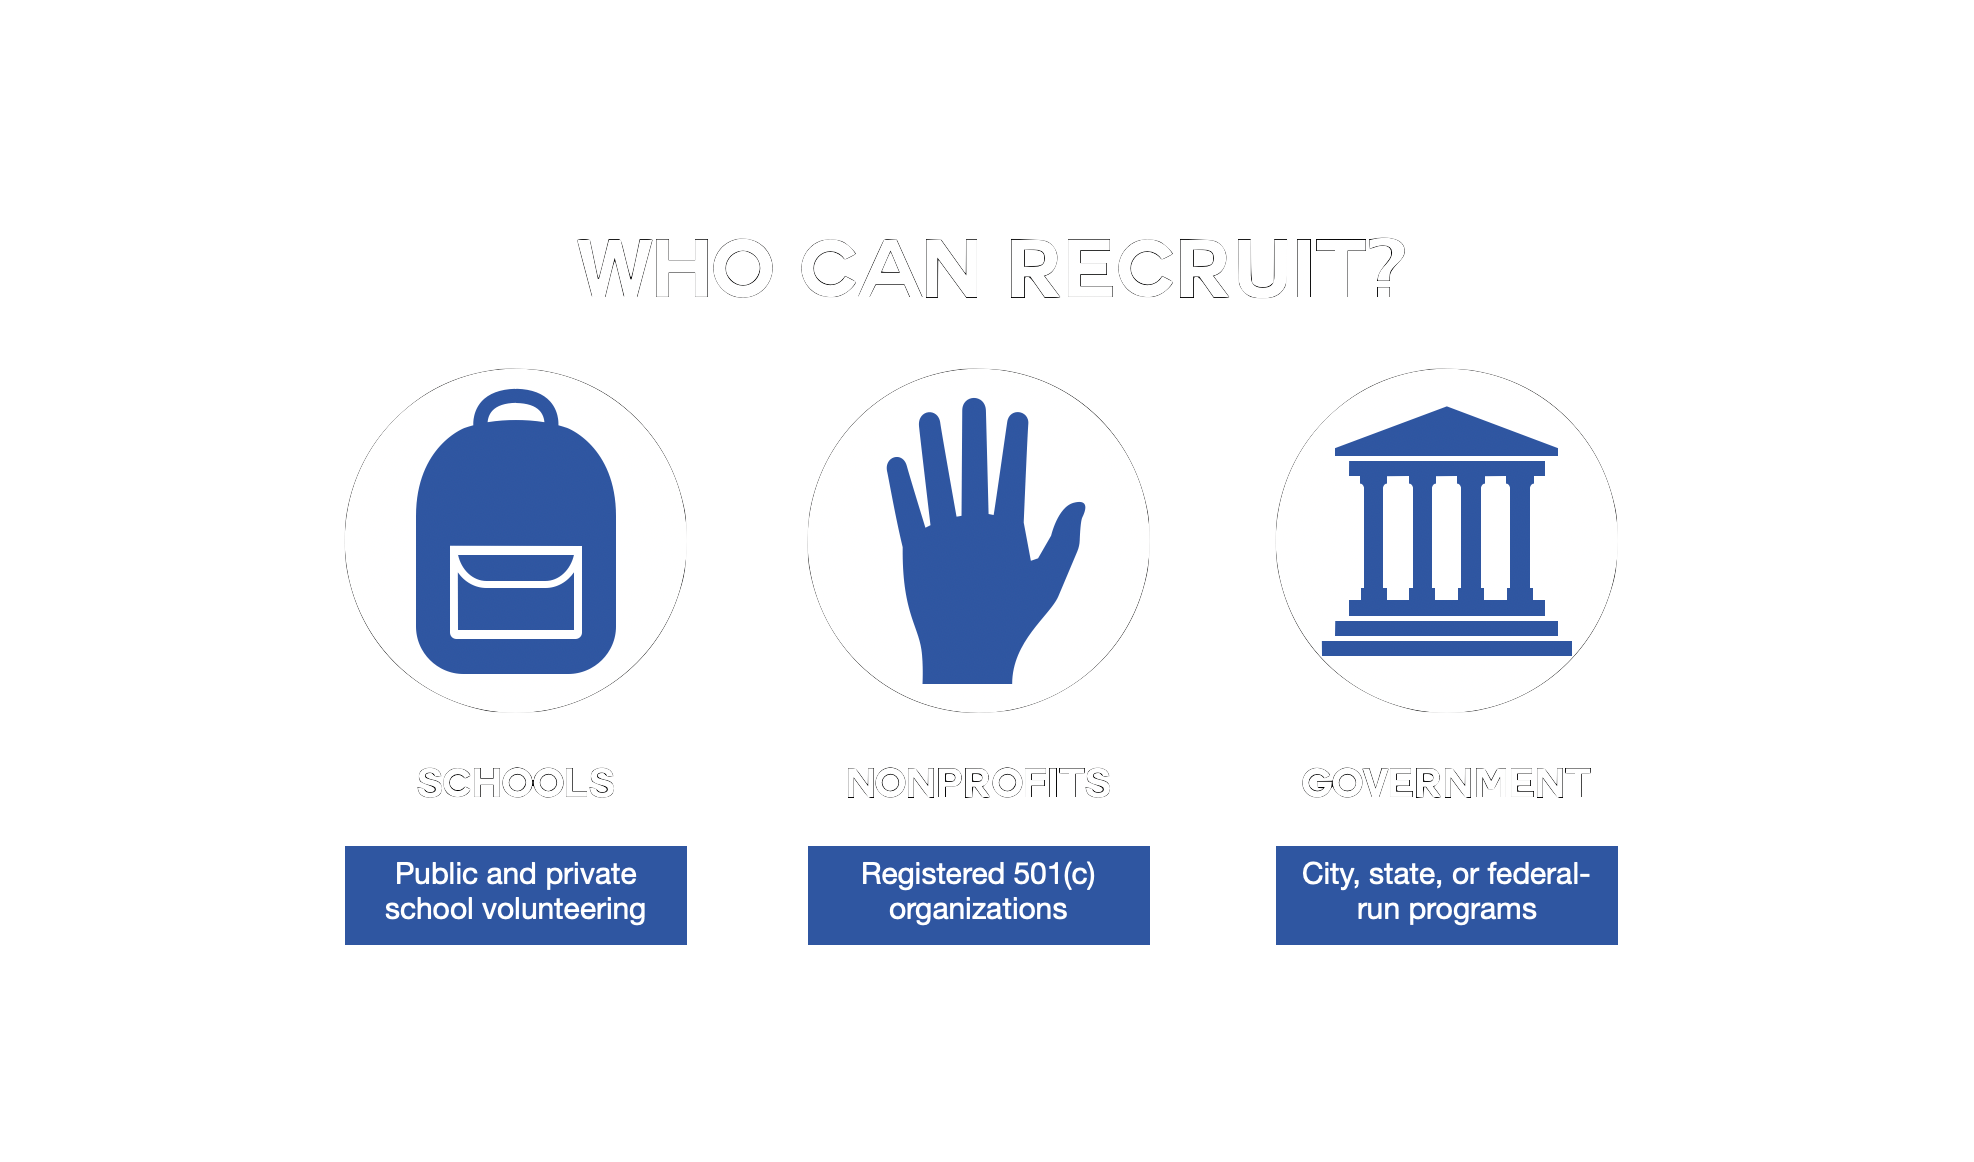 WHO CAN RECRUIT?
SCHOOLS
Public and private
school volunteering
NONPROFITS
Registered 501(c)
organizations
GOVERNMENT
City, state, or federal-
run programs